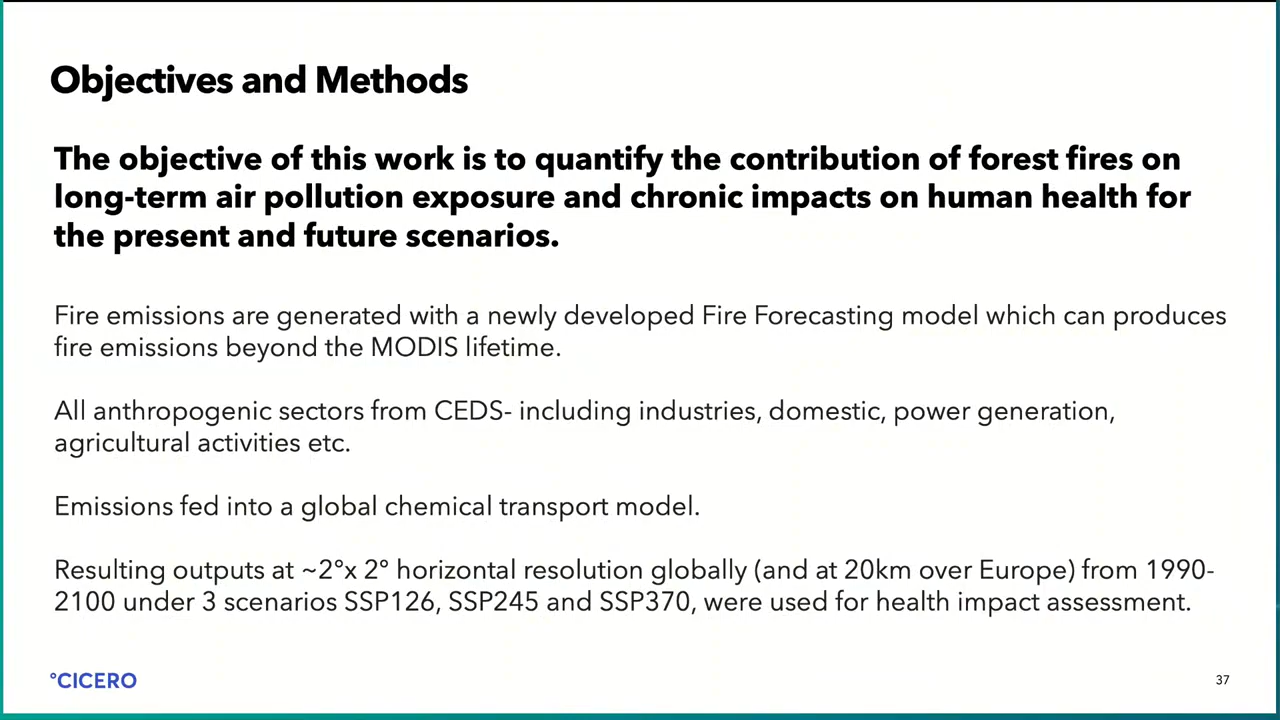 Objectives and Methods
The objective of this work is to quantify the contribution of forest fires on
long-term air pollution exposure and chronic impacts on human health for
the present and future scenarios.
Fire emissions are generated with a newly developed Fire Forecasting model which can produces
fire emissions beyond the MODIS lifetime.
All anthropogenic sectors from CEDS- including industries, domestic, power generation,
agricultural activities etc.
Emissions fed into a global chemical transport model.
Resulting outputs at ~2°x 2° horizontal resolution globally (and at 20km over Europe) from 1990-
2100 under 3 scenarios SSP126, SSP245 and SSP370, were used for health impact assessment.
°CICERO
37